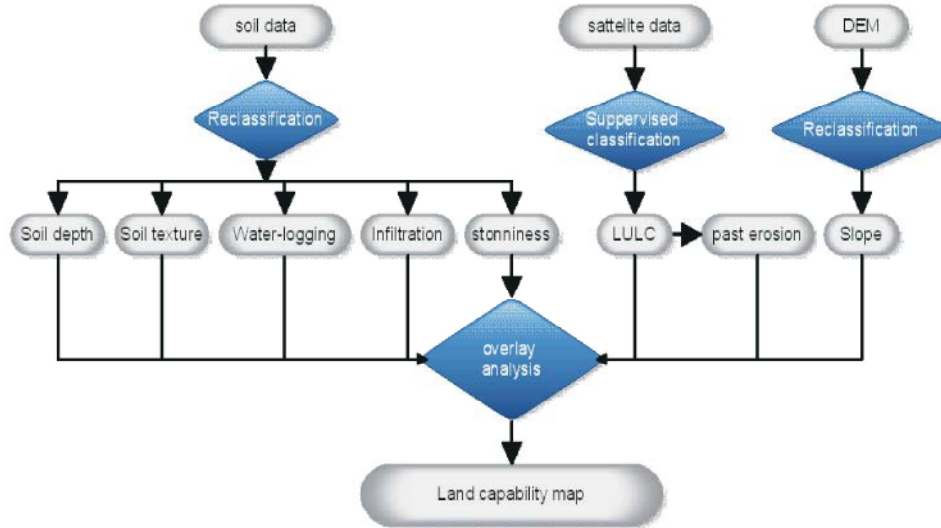 soil data
sattelite data
DEM
Reclassification
Suppervised
classification
Reclassification
Soil depth
Soil texture
Water-logging
Infiltration
stonniness
LULC
past erosion
Slope
overlay
analysis
Land capability map